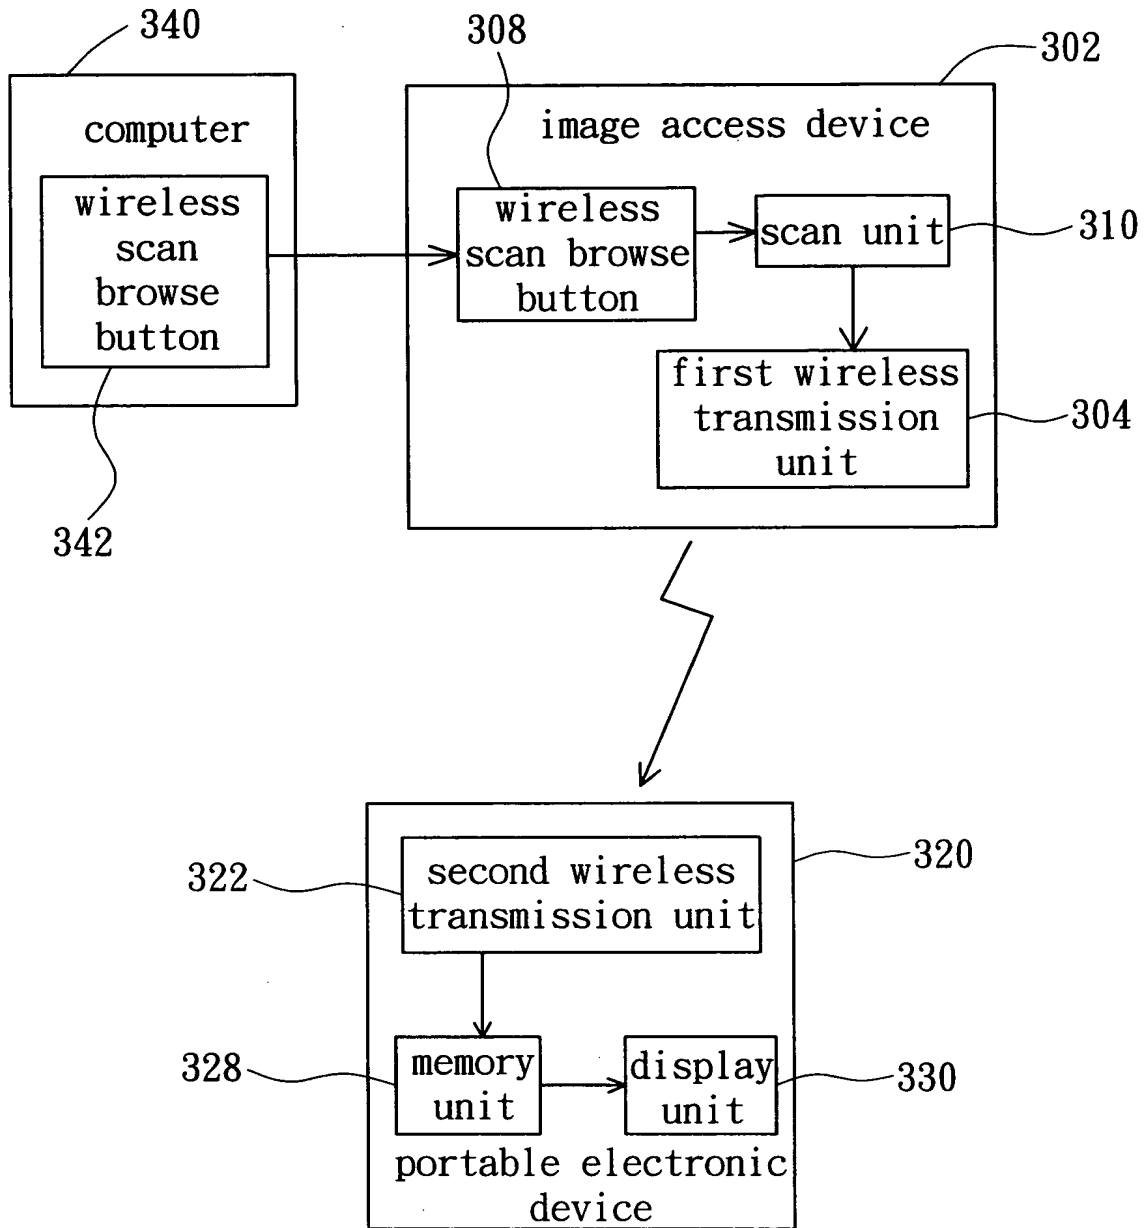 340
308
302
computer
image access device
wireless
scan
browse
button
wireless
scan browse
button
scan unit
310
first wireless
transmission
unit
304
342
320
322
second wireless
transmission unit
328
memory
unit
display
unit
330
portable electronic
device